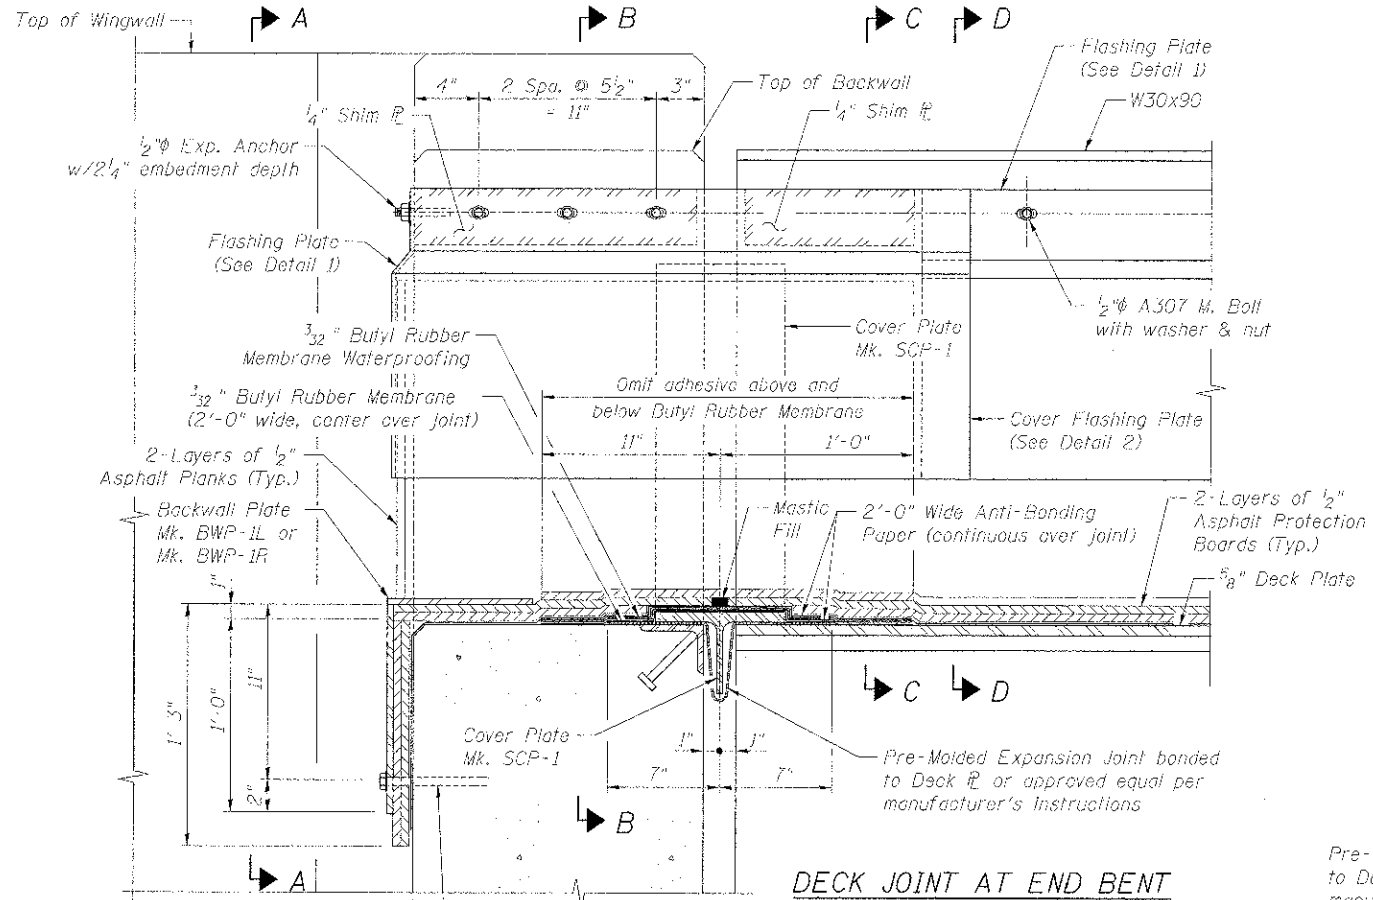 Top of Wingwall
A
B
C
D
4"
2 Spa. @ 5½"
= 11"
3"
Top of Backwall
Flashing Plate
(See Detail 1)
W30x90
¼" Shim ℙL
¼" Shim ℙL
½"φ Exp. Anchor
w/2¼" embedment depth
Flashing Plate
(See Detail 1)
½"φ A307 M. Bolt
with washer & nut
3/32" Butyl Rubber
Membrane Waterproofing
Cover Plate
Mk. SCP-1
3/32" Butyl Rubber Membrane
(2'-0" wide, center over joint)
Omit adhesive above and
below Butyl Rubber Membrane
11"
1'-0"
Cover Flashing Plate
(See Detail 2)
2-Layers of ½"
Asphalt Planks (Typ.)
Backwall Plate
Mk. BWP-1L or
Mk. BWP-1R
Mastic
Fill
2'-0" Wide Anti-Bonding
Paper (continuous over joint)
2-Layers of ½"
Asphalt Protection
Boards (Typ.)
5/8" Deck Plate
1"
11"
1'-0"
1' 3"
2"
C
D
Cover Plate
Mk. SCP-1
1"
1"
7"
7"
Pre-Molded Expansion Joint bonded
to Deck ℙL or approved equal per
manufacturer's Instructions
B
A
DECK JOINT AT END BENT
Pre-
to De